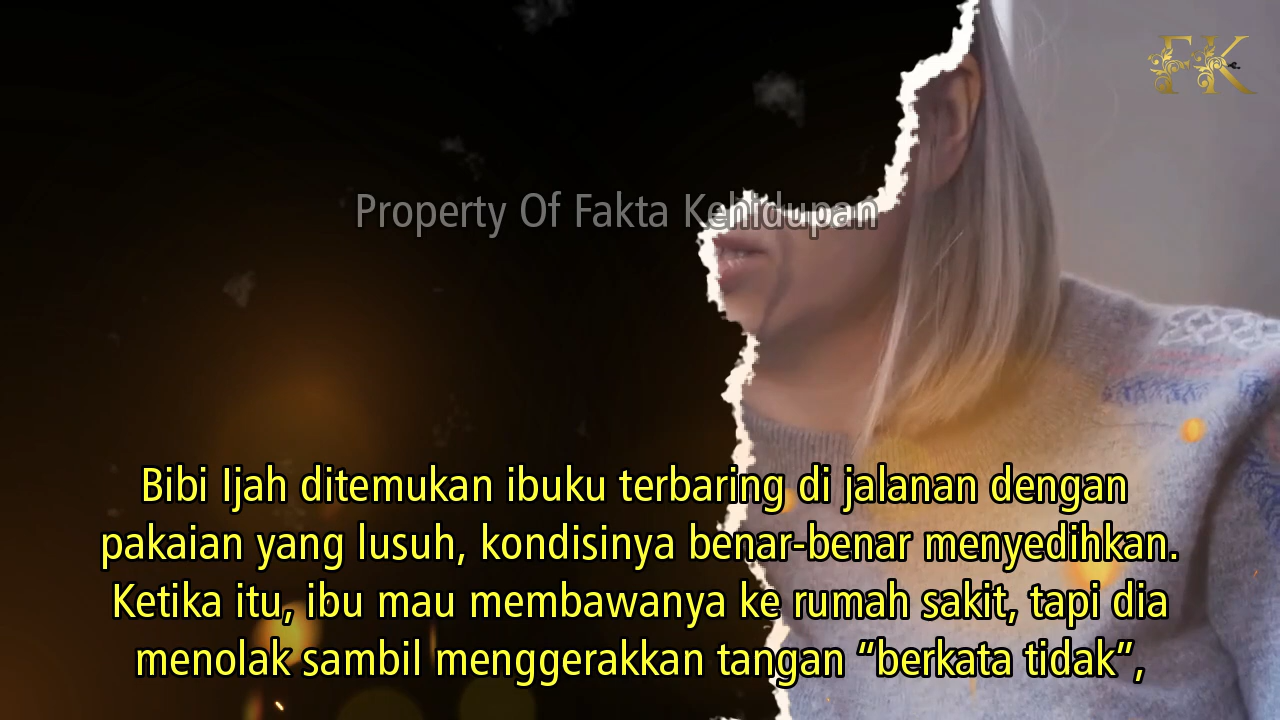 FK
Property Of Fakta Kehidupan
Bibi Ijah ditemukan ibuku terbaring di jalanan dengan
pakaian yang lusuh, kondisinya benar-benar menyedihkan.
Ketika itu, ibu mau membawanya ke rumah sakit, tapi dia
menolak sambil menggerakkan tangan “berkata tidak”,